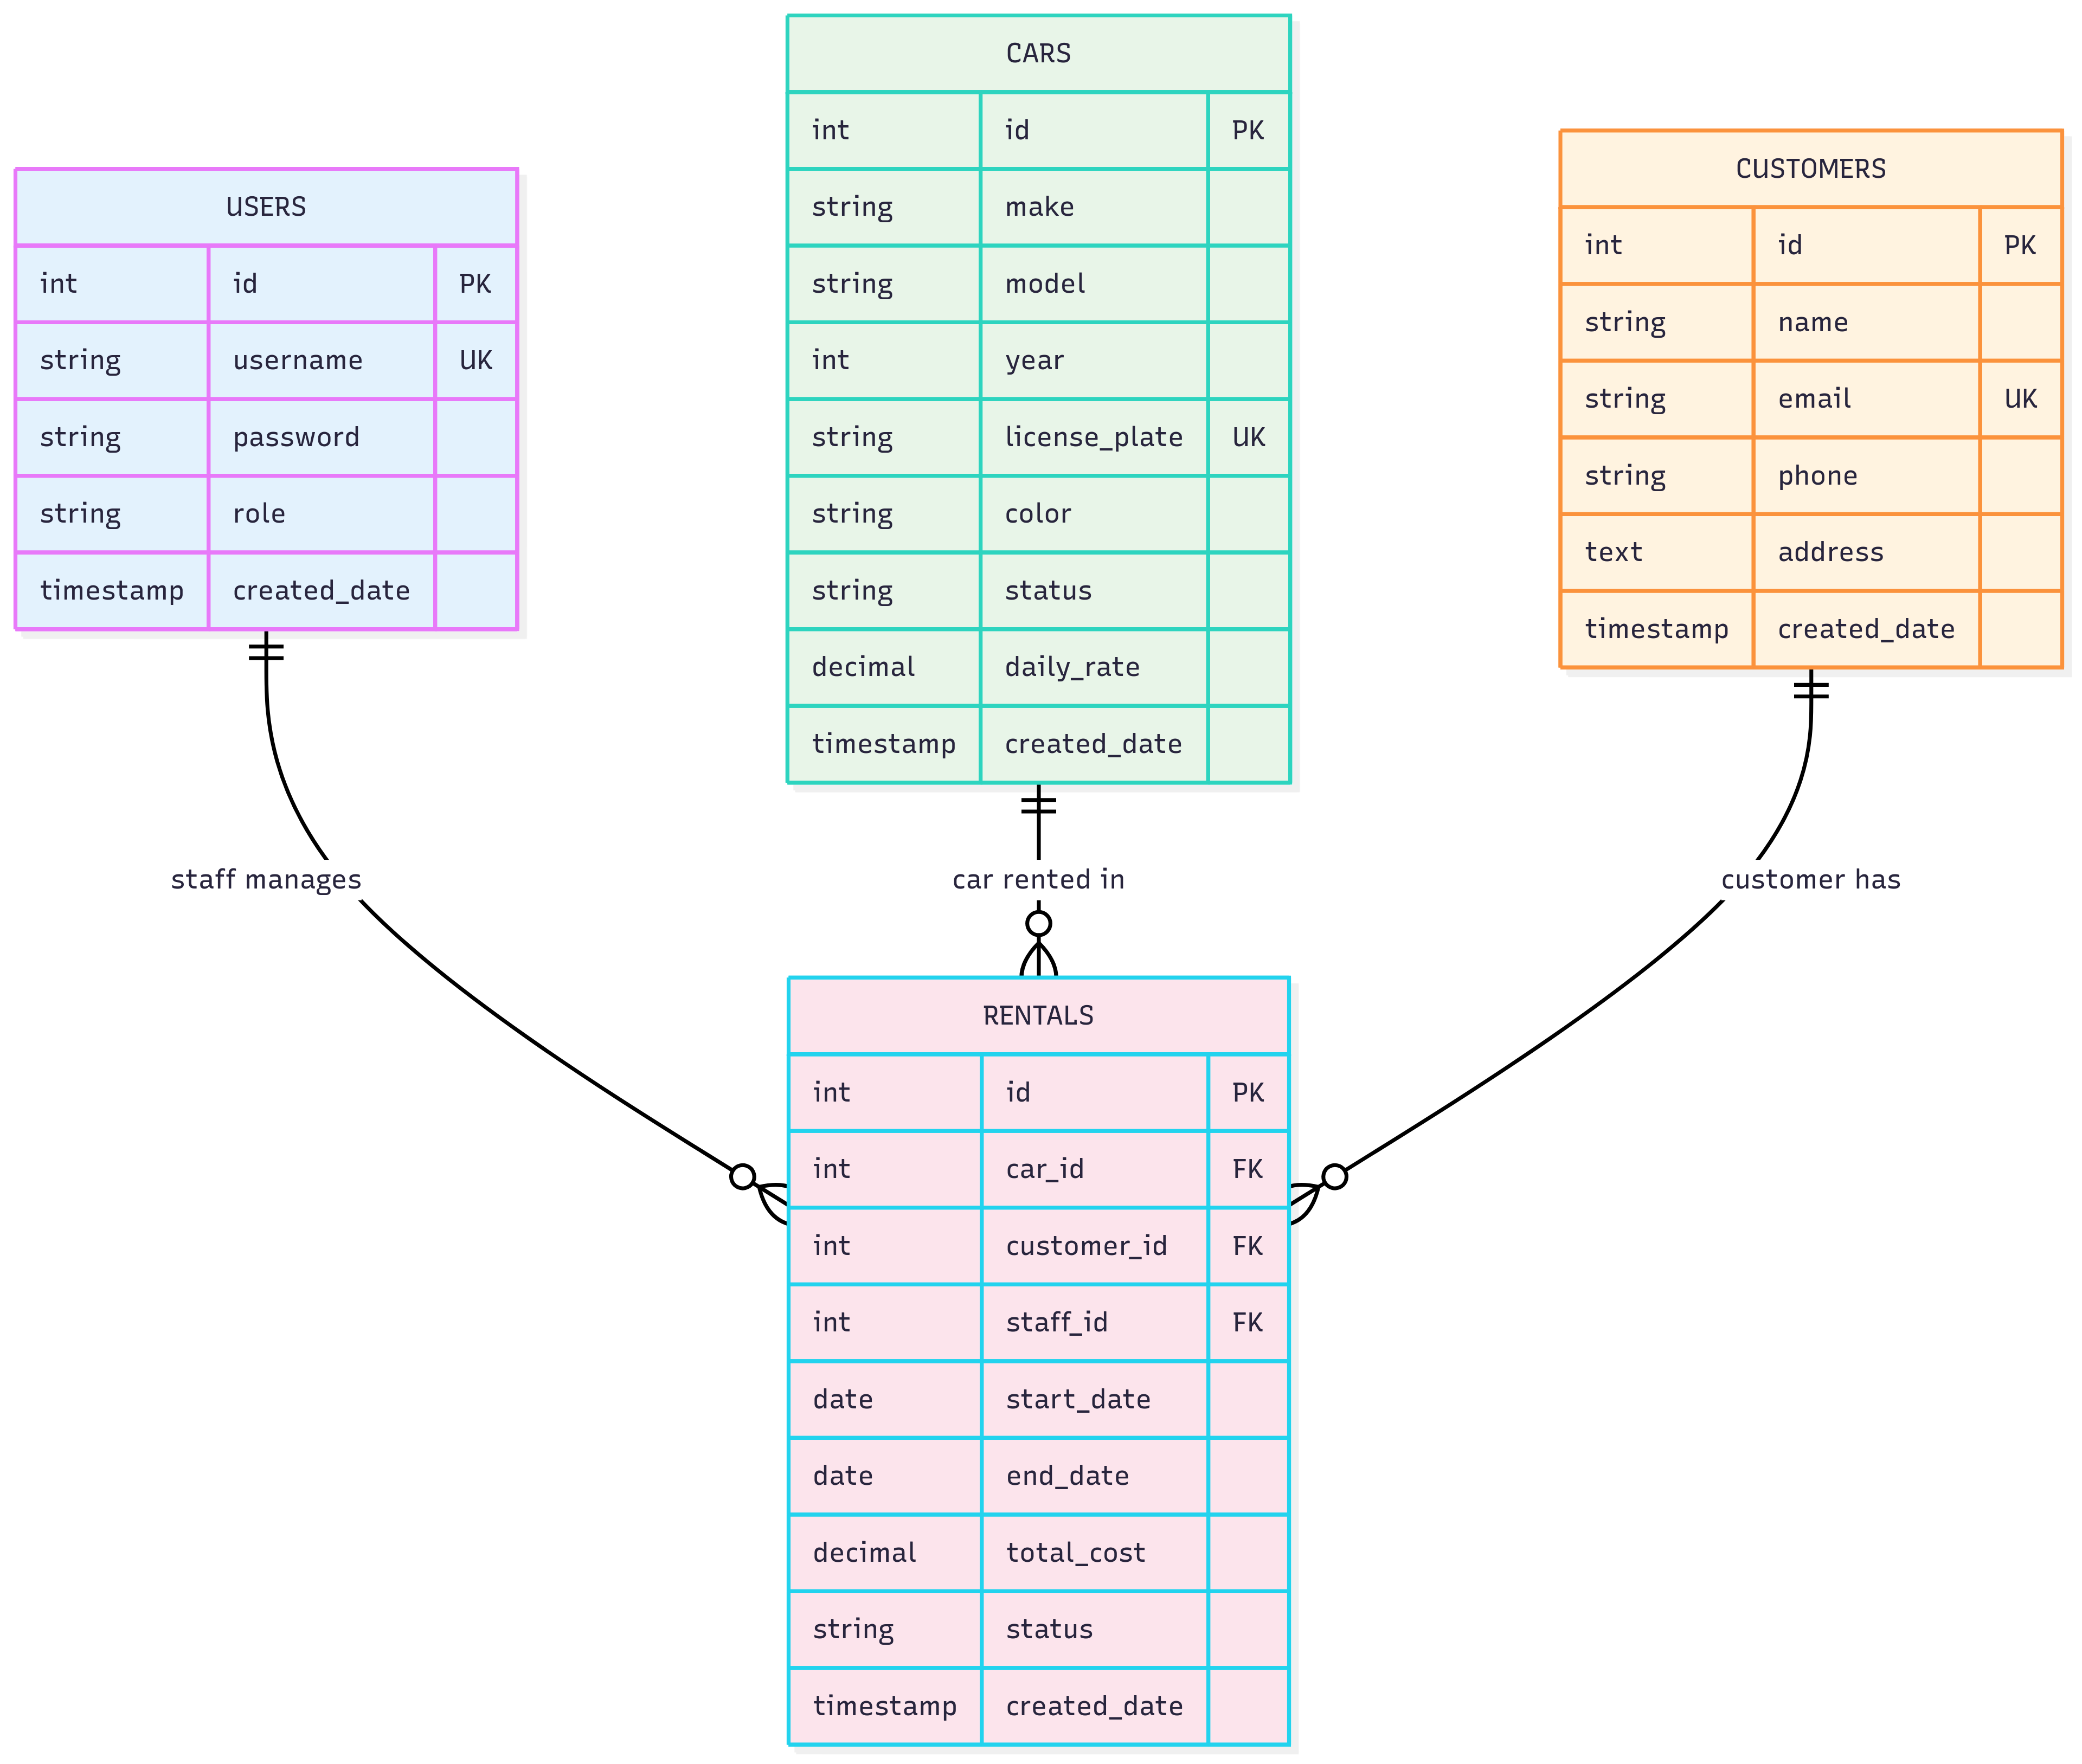 USERS
int id PK
string username UK
string password
string role
timestamp created_date
CARS
int id PK
string make
string model
int year
string license_plate UK
string color
string status
decimal daily_rate
timestamp created_date
CUSTOMERS
int id PK
string name
string email UK
string phone
text address
timestamp created_date
staff manages
car rented in
customer has
RENTALS
int id PK
int car_id FK
int customer_id FK
int staff_id FK
date start_date
date end_date
decimal total_cost
string status
timestamp created_date